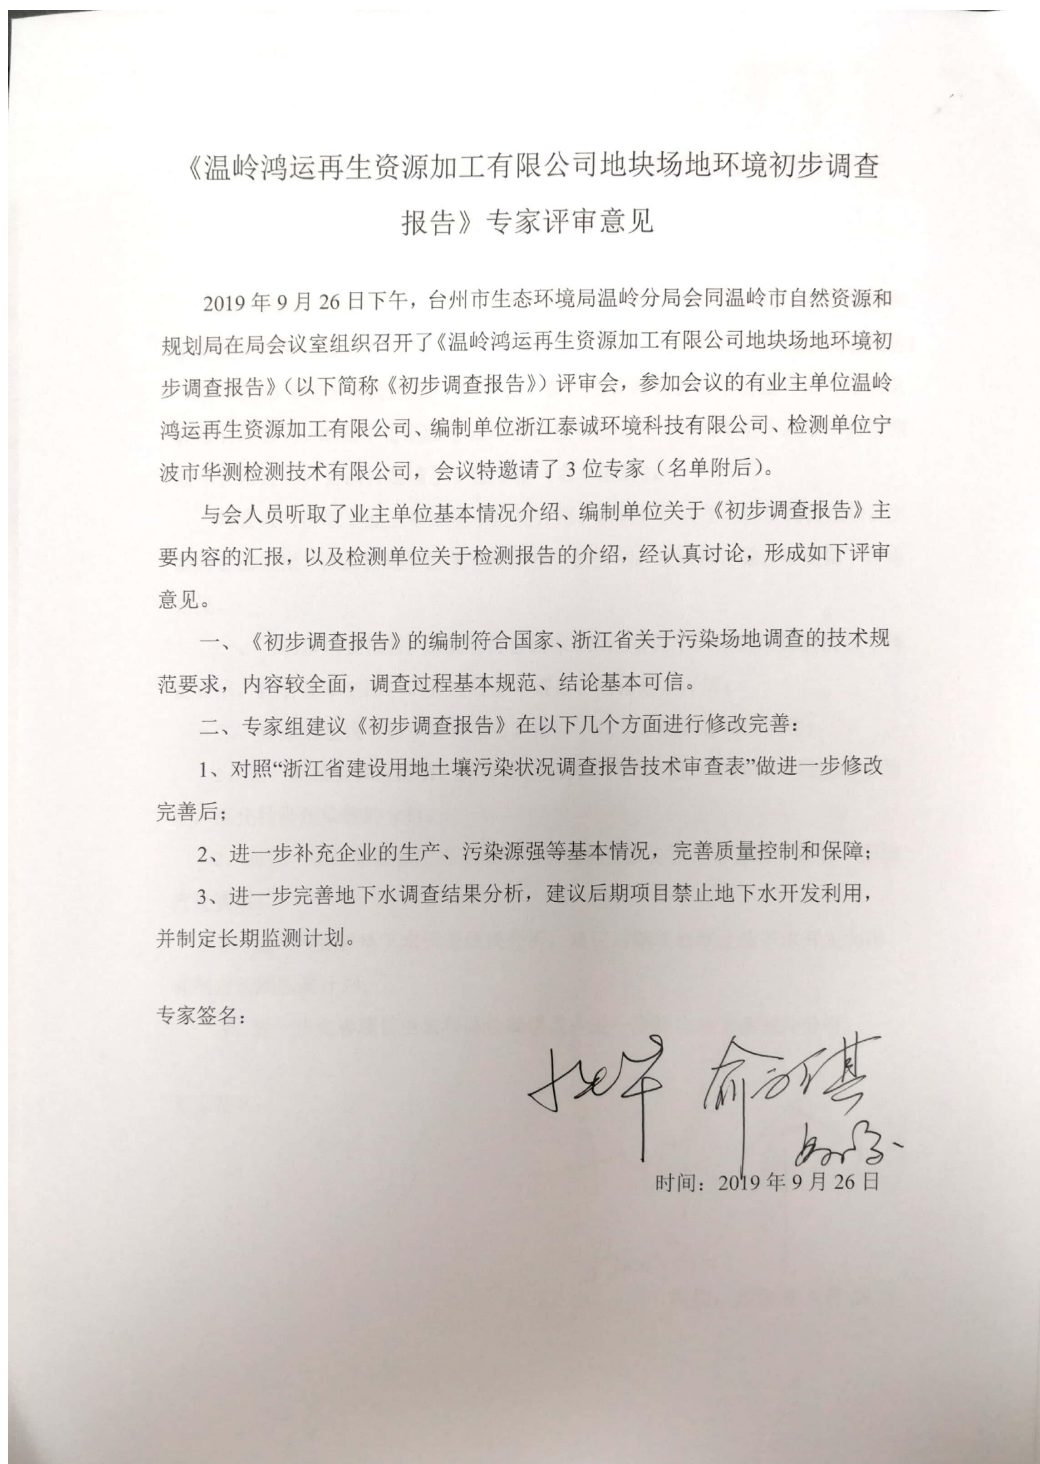 《温岭鸿运再生资源加工有限公司地块场地环境初步调查
报告》专家评审意见
2019年9月26日下午，台州市生态环境局温岭分局会同温岭市自然资源和
规划局在局会议室组织召开了《温岭鸿运再生资源加工有限公司地块场地环境初
步调查报告》（以下简称《初步调查报告》）评审会，参加会议的有业主单位温岭
鸿运再生资源加工有限公司、编制单位浙江泰诚环境科技有限公司、检测单位宁
波市华测检测技术有限公司，会议特邀请了3位专家（名单附后）。
与会人员听取了业主单位基本情况介绍、编制单位关于《初步调查报告》主
要内容的汇报，以及检测单位关于检测报告的介绍，经认真讨论，形成如下评审
意见。
一、《初步调查报告》的编制符合国家、浙江省关于污染场地调查的技术规
范要求，内容较全面，调查过程基本规范、结论基本可信。
二、专家组建议《初步调查报告》在以下几个方面进行修改完善：
1、对照“浙江省建设用地土壤污染状况调查报告技术审查表”做进一步修改
完善后；
2、进一步补充企业的生产、污染源强等基本情况，完善质量控制和保障；
3、进一步完善地下水调查结果分析，建议后期项目禁止地下水开发利用，
并制定长期监测计划。
专家签名：
时间：2019年9月26日